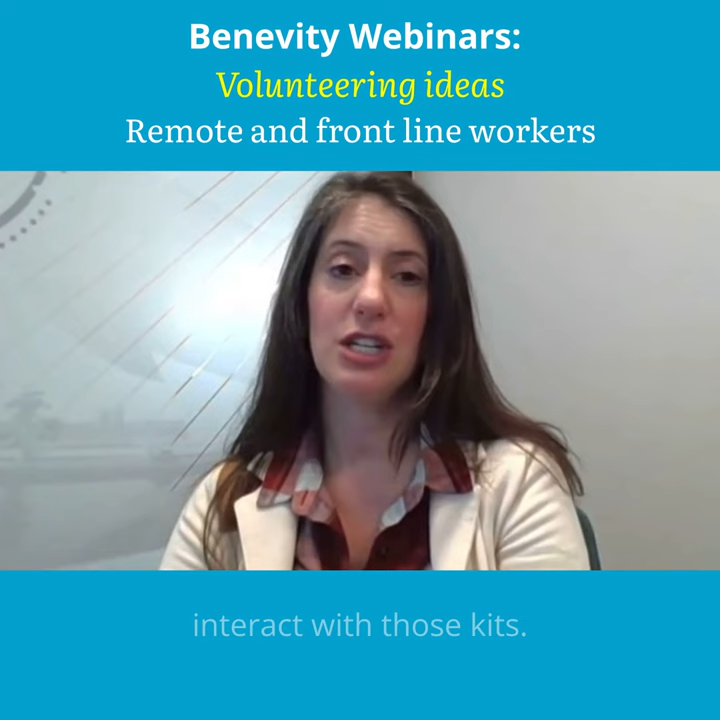 Benevity Webinars:
Volunteering ideas
Remote and front line workers
interact with those kits.